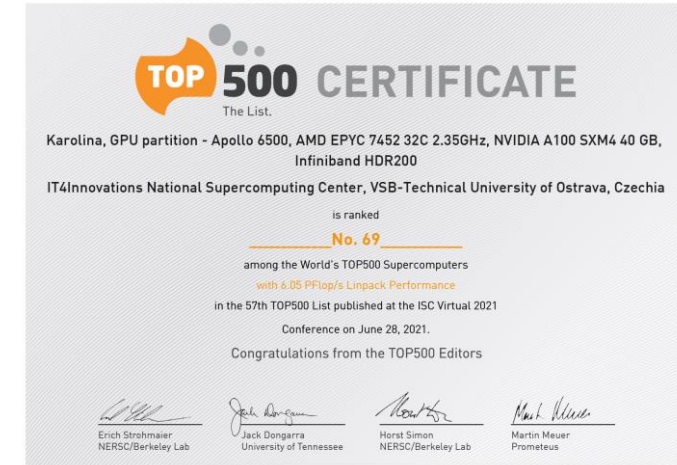 TOP 500 CERTIFICATE
The List.
Karolina, GPU partition - Apollo 6500, AMD EPYC 7452 32C 2.35GHz, NVIDIA A100 SXM4 40 GB,
Infiniband HDR200
IT4Innovations National Supercomputing Center, VSB-Technical University of Ostrava, Czechia
is ranked
No. 69
among the World's TOP500 Supercomputers
with 6.05 PFlop/s Linpack Performance
in the 57th TOP500 List published at the ISC Virtual 2021
Conference on June 28, 2021.
Congratulations from the TOP500 Editors
Erich Strohmaier
NERSC/Berkeley Lab
Jack Dongarra
University of Tennessee
Horst Simon
NERSC/Berkeley Lab
Martin Meuer
Prometeus